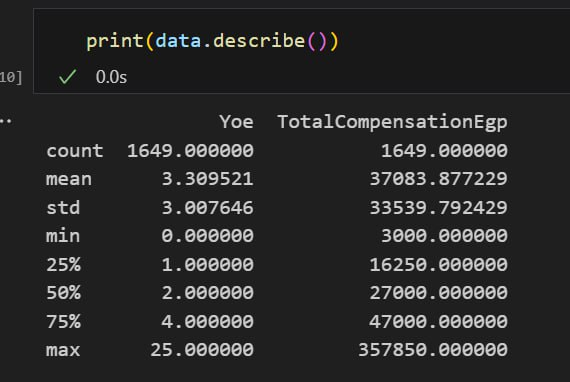 print(data.describe())
10]
0.0s
..
Yoe TotalCompensationEgp
count 1649.000000 1649.000000
mean 3.309521 37083.877229
std 3.007646 33539.792429
min 0.000000 3000.000000
25% 1.000000 16250.000000
50% 2.000000 27000.000000
75% 4.000000 47000.000000
max 25.000000 357850.000000